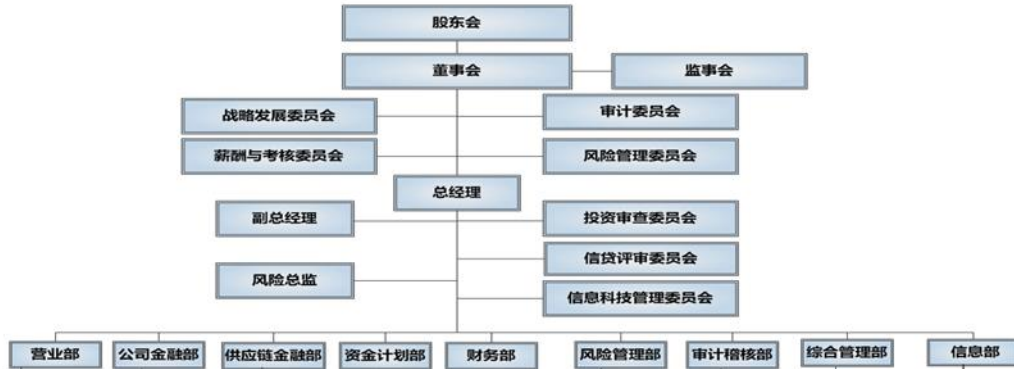 股东会
董事会
监事会
战略发展委员会
审计委员会
薪酬与考核委员会
风险管理委员会
总经理
副总经理
投资审查委员会
信贷评审委员会
风险总监
信息科技管理委员会
营业部
公司金融部
供应链金融部
资金计划部
财务部
风险管理部
审计稽核部
综合管理部
信息部